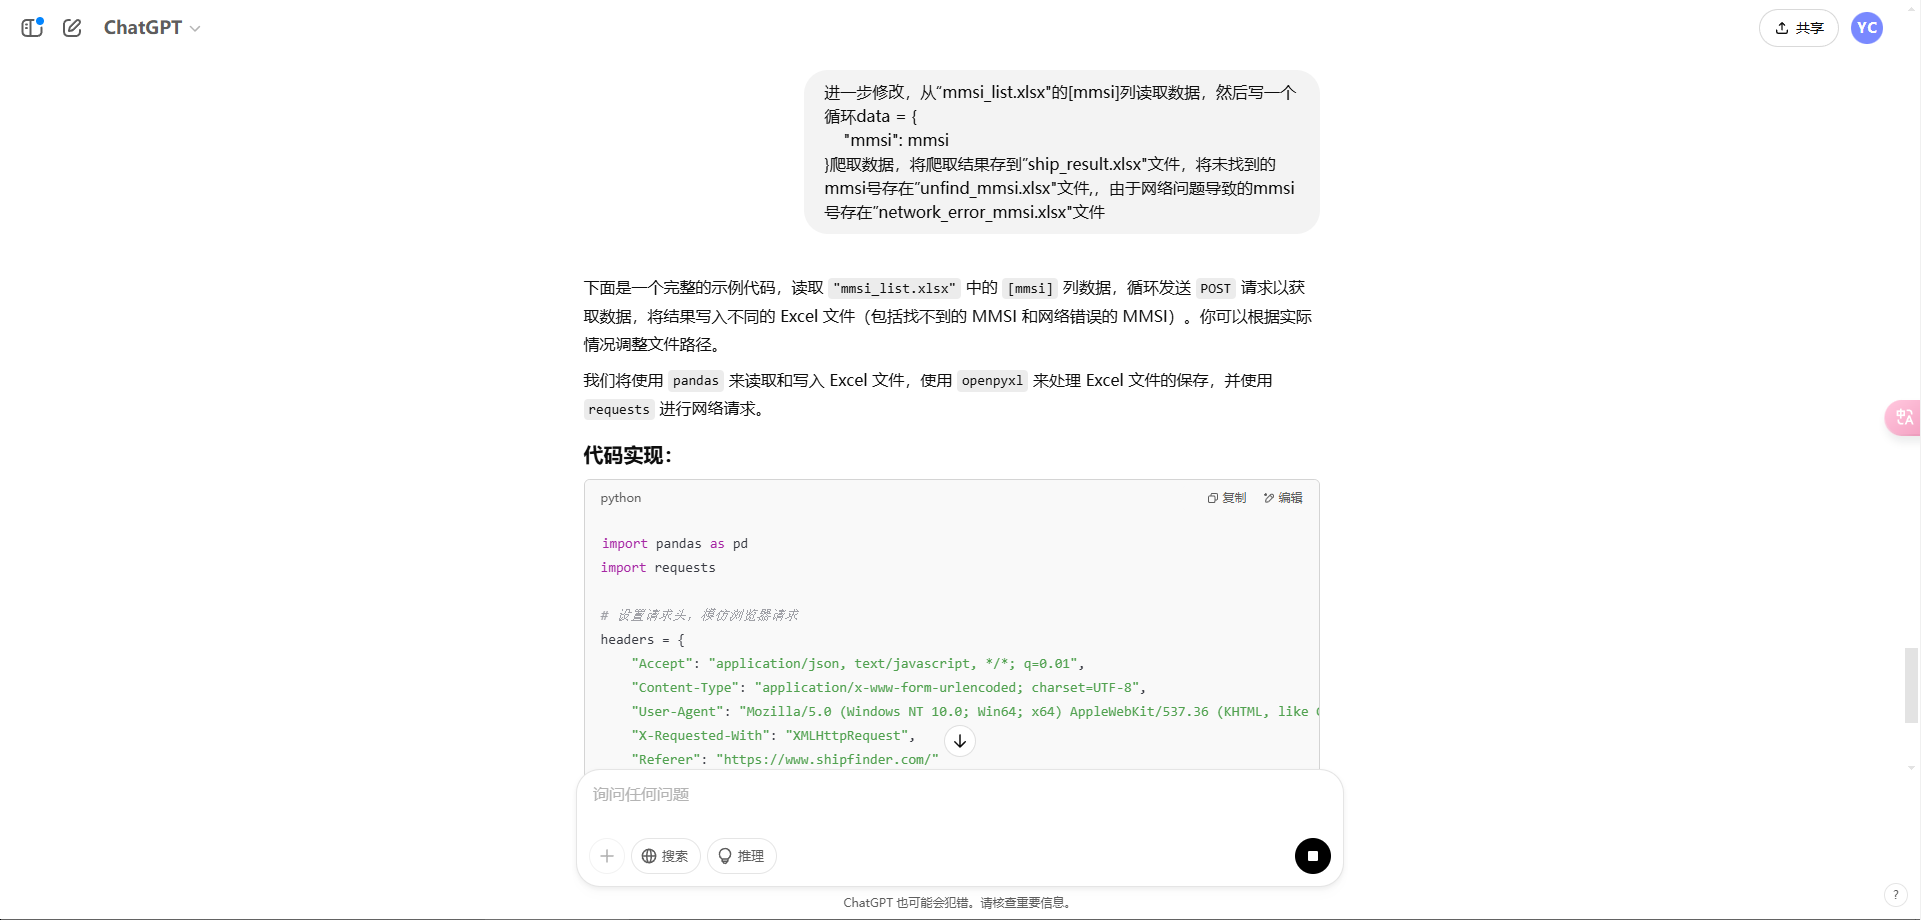 ChatGPT
共享
YC
进一步修改，从“mmsi_list.xlsx"的[mmsi]列读取数据，然后写一个
循环data = {
"mmsi": mmsi
}爬取数据，将爬取结果存到“ship_result.xlsx"文件，将未找到的
mmsi号存在“unfind_mmsi.xlsx"文件,，由于网络问题导致的mmsi
号存在“network_error_mmsi.xlsx"文件
下面是一个完整的示例代码，读取 "mmsi_list.xlsx" 中的 [mmsi] 列数据，循环发送 POST 请求以获
取数据，将结果写入不同的 Excel 文件（包括找不到的 MMSI 和网络错误的 MMSI）。你可以根据实际
情况调整文件路径。
我们将使用 pandas 来读取和写入 Excel 文件，使用 openpyxl 来处理 Excel 文件的保存，并使用
requests 进行网络请求。
代码实现：
python
复制
编辑
import pandas as pd
import requests
# 设置请求头，模仿浏览器请求
headers = {
"Accept": "application/json, text/javascript, */*; q=0.01",
"Content-Type": "application/x-www-form-urlencoded; charset=UTF-8",
"User-Agent": "Mozilla/5.0 (Windows NT 10.0; Win64; x64) AppleWebKit/537.36 (KHTML, like
"X-Requested-With": "XMLHttpRequest",
"Referer": "https://www.shipfinder.com/"
询问任何问题
搜索
推理
ChatGPT 也可能会犯错。请核查重要信息。
?